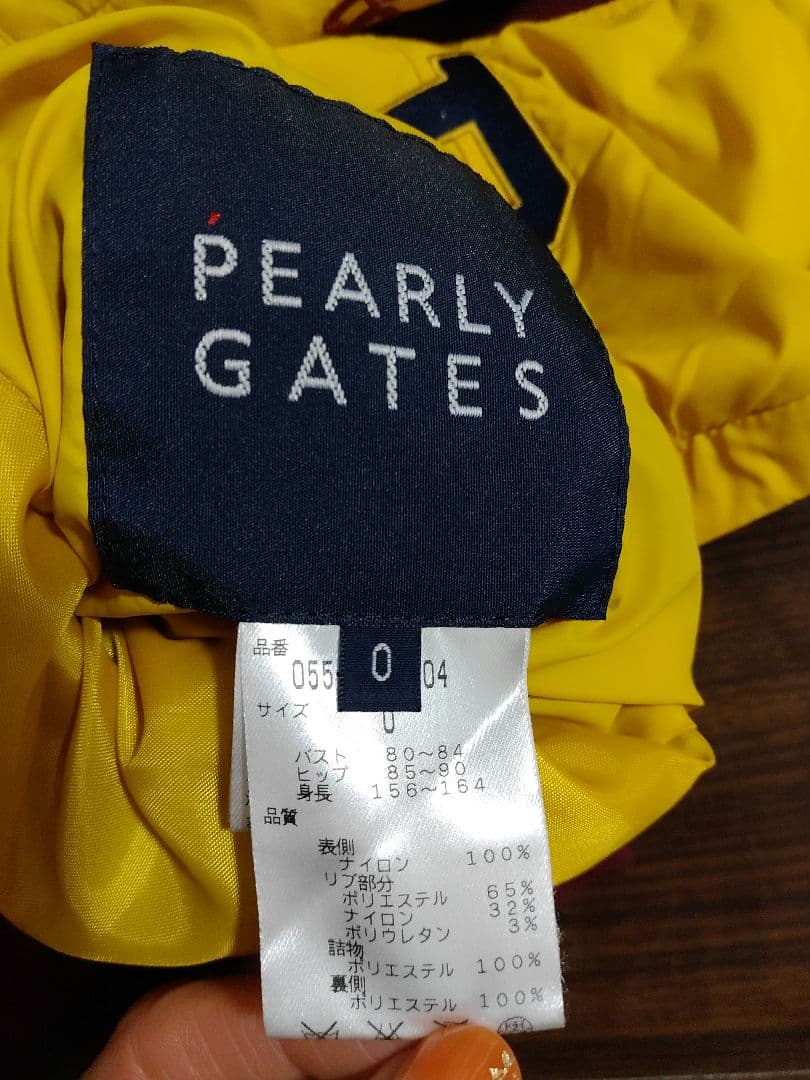 PEARLY
GATES
0
品番
055 04
サイズ
0
バスト 80～84
ヒップ 85～90
身長 156～164
品質
表側
ナイロン 100%
リブ部分
ポリエステル 65%
ナイロン 32%
ポリウレタン 3%
詰物
ポリエステル 100%
裏側
ポリエステル 100%
ドライ